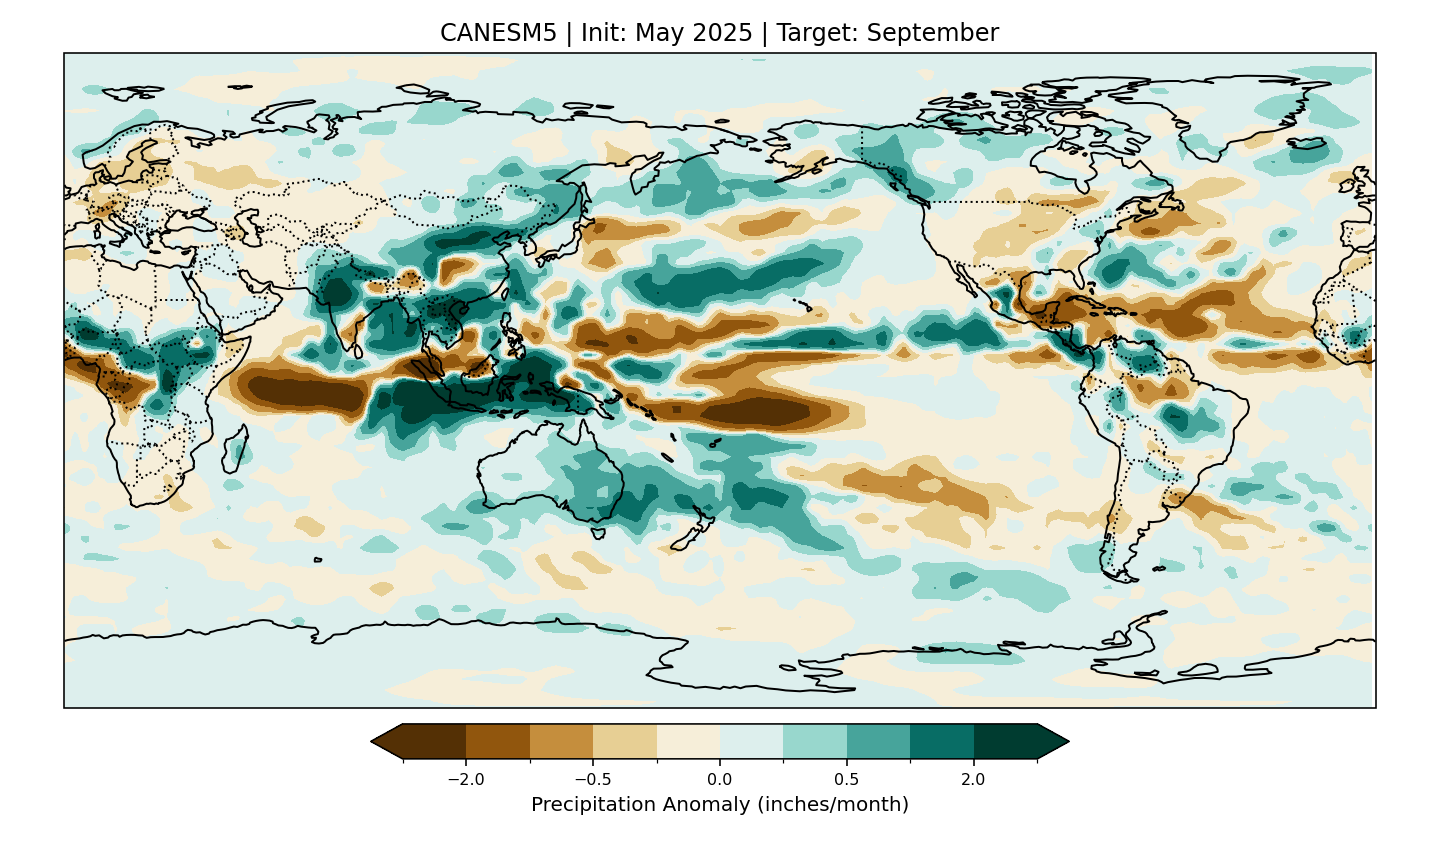 CANESM5 | Init: May 2025 | Target: September
−2.0 −0.5 0.0 0.5 2.0
Precipitation Anomaly (inches/month)